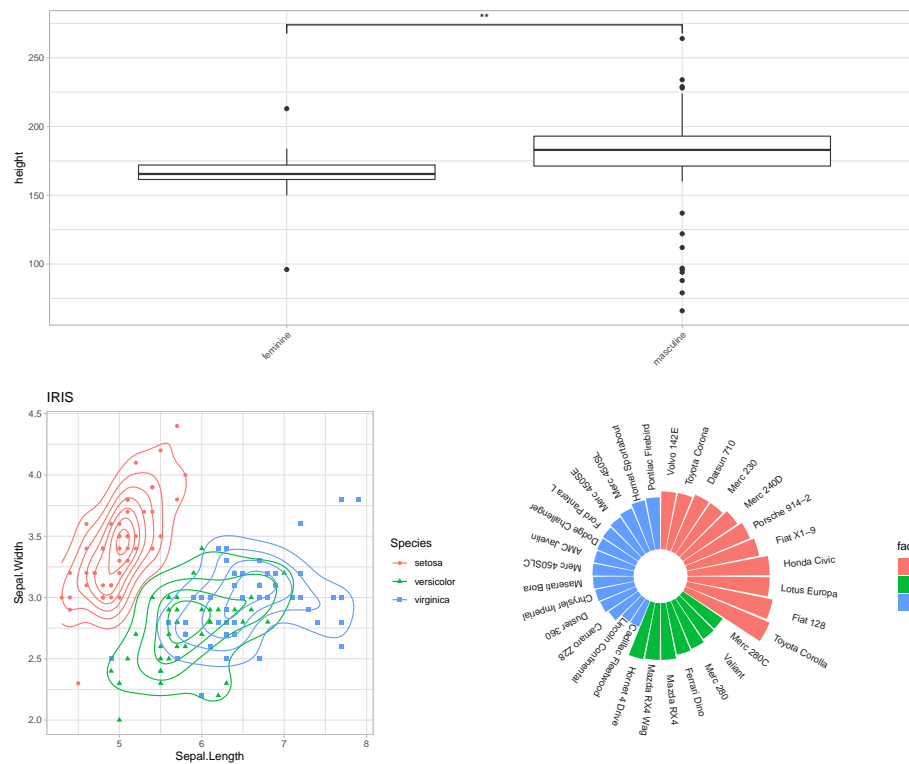 **
height
250
200
150
100
feminine
masculine
IRIS
Sepal.Width
4.5
4.0
3.5
3.0
2.5
2.0
5
6
7
8
Sepal.Length
Species
setosa
versicolor
virginica
Volvo 142E
Toyota Corona
Datsun 710
Merc 230
Merc 240D
Porsche 914−2
Fiat X1−9
Honda Civic
Lotus Europa
Fiat 128
Toyota Corolla
Merc 280C
Valiant
Merc 280
Ferrari Dino
Mazda RX4
Mazda RX4 Wag
Hornet 4 Drive
Cadillac Fleetwood
Lincoln Continental
Camaro Z28
Duster 360
Chrysler Imperial
Maserati Bora
Merc 450SLC
AMC Javelin
Dodge Challenger
Ford Pantera L
Merc 450SE
Merc 450SL
Hornet Sportabout
Pontiac Firebird